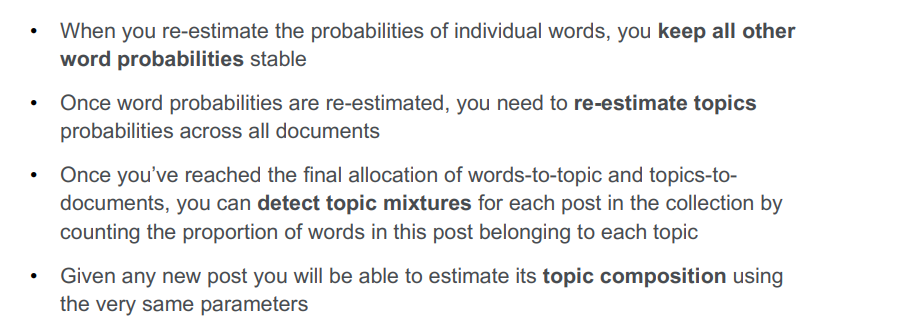 • When you re-estimate the probabilities of individual words, you keep all other
word probabilities stable
• Once word probabilities are re-estimated, you need to re-estimate topics
probabilities across all documents
• Once you’ve reached the final allocation of words-to-topic and topics-to-
documents, you can detect topic mixtures for each post in the collection by
counting the proportion of words in this post belonging to each topic
• Given any new post you will be able to estimate its topic composition using
the very same parameters